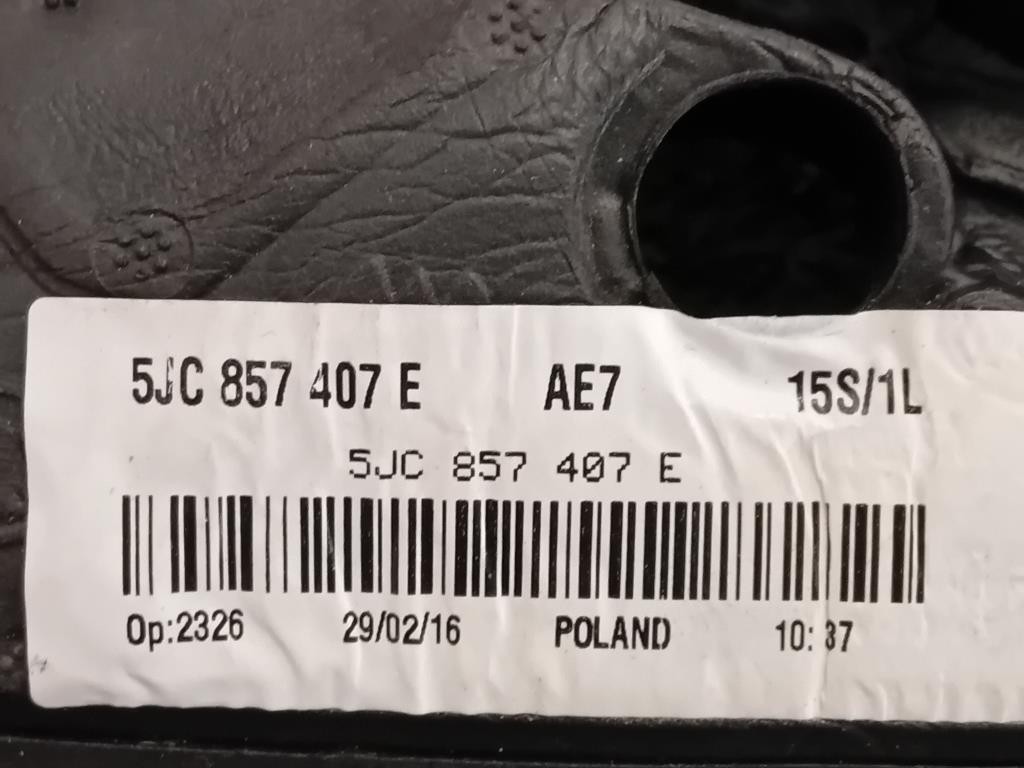 5JC 857 407 E AE7 15S/1L
5JC 857 407 E
Op:2326 29/02/16 POLAND 10:37